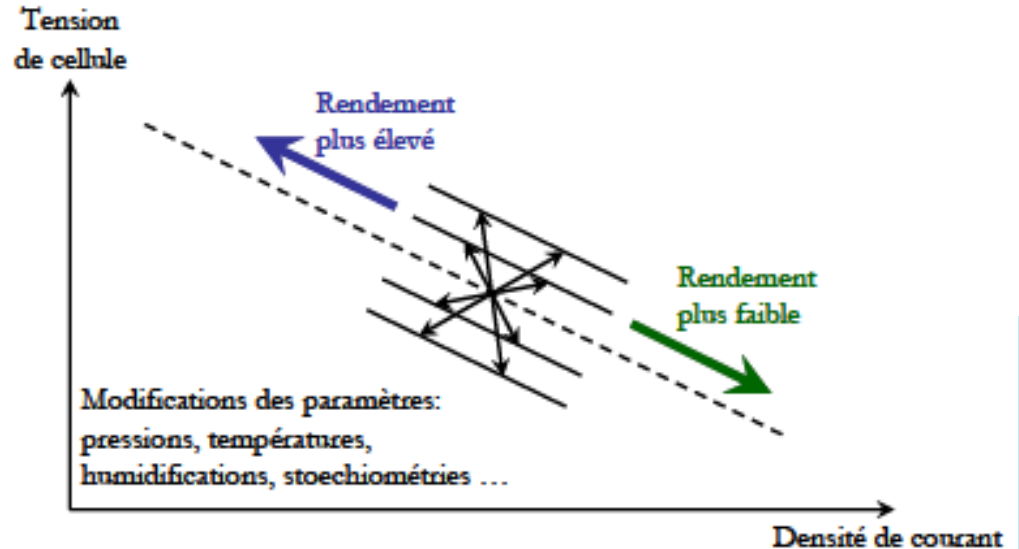 Tension
de cellule
Rendement
plus élevé
Rendement
plus faible
Modifications des paramètres:
pressions, températures,
humidifications, stoechiométries ...
Densité de courant